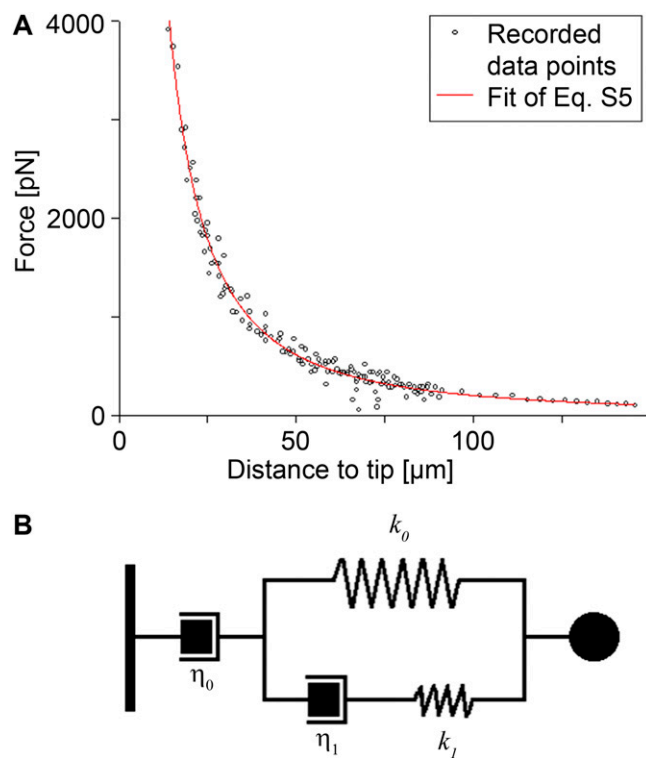 A
4000
2000
0
Force [pN]
Recorded
data points
Fit of Eq. S5
0
50
100
Distance to tip [µm]
B
k₀
η₀
η₁
k₁